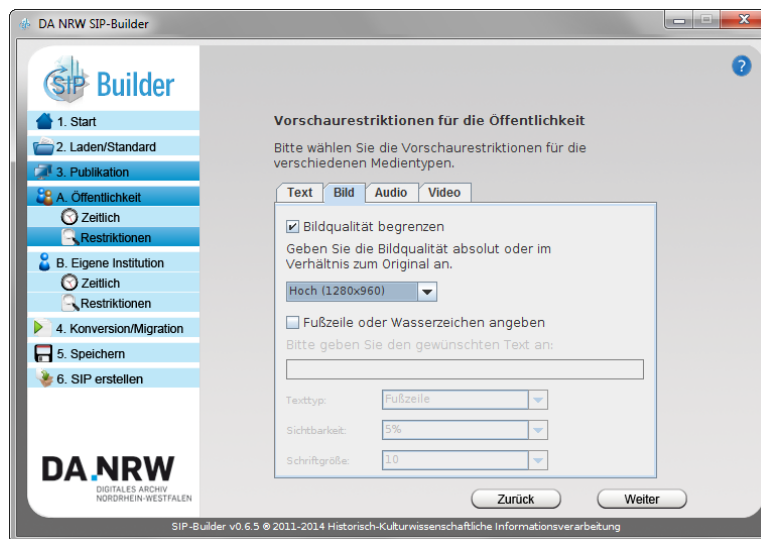 DA NRW SIP-Builder
SIP Builder
1. Start
2. Laden/Standard
3. Publikation
A. Öffentlichkeit
Zeitlich
Restriktionen
B. Eigene Institution
Zeitlich
Restriktionen
4. Konversion/Migration
5. Speichern
6. SIP erstellen
DA.NRW
DIGITALES ARCHIV
NORDRHEIN-WESTFALEN
?
Vorschaurestriktionen für die Öffentlichkeit
Bitte wählen Sie die Vorschaurestriktionen für die
verschiedenen Medientypen.
Text Bild Audio Video
Bildqualität begrenzen
Geben Sie die Bildqualität absolut oder im
Verhältnis zum Original an.
Hoch (1280x960)
Fußzeile oder Wasserzeichen angeben
Bitte geben Sie den gewünschten Text an:
Texttyp: Fußzeile
Sichtbarkeit: 5%
Schriftgröße: 10
Zurück Weiter
SIP-Builder v0.6.5 © 2011-2014 Historisch-Kulturwissenschaftliche Informationsverarbeitung